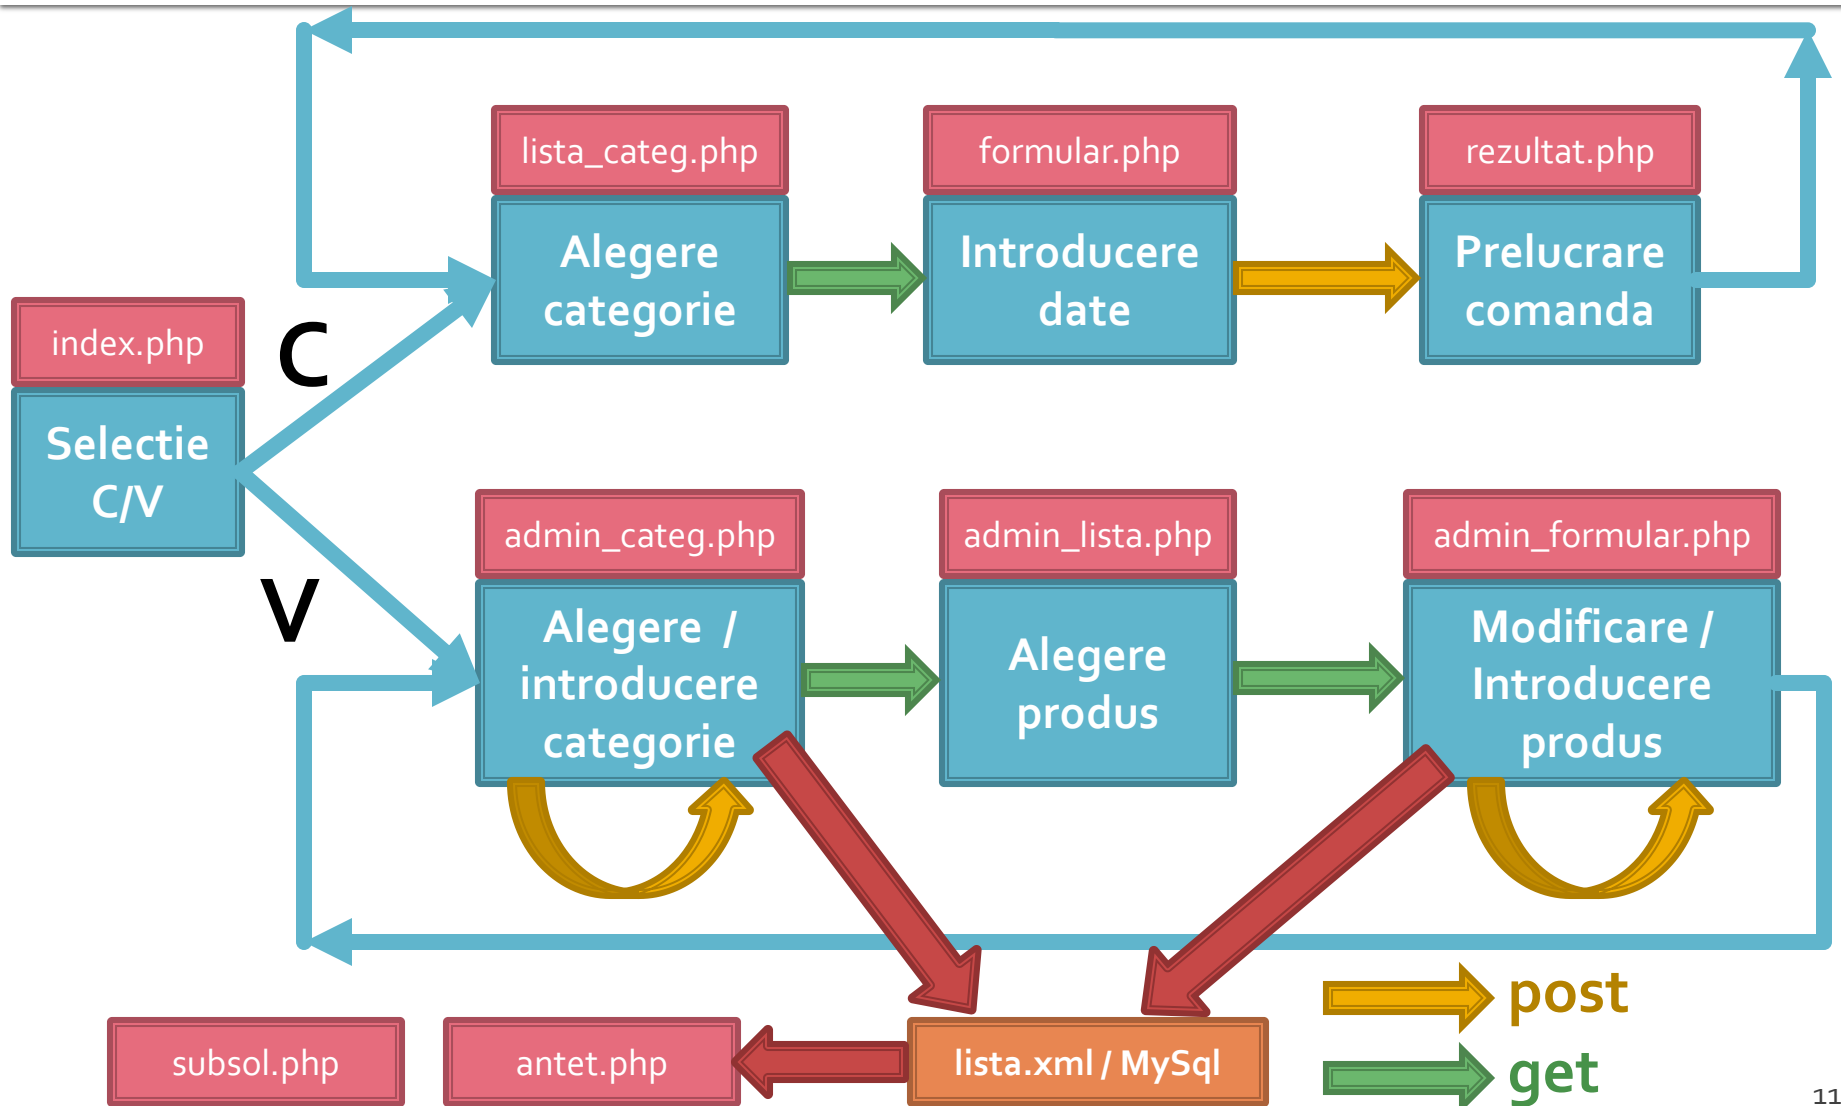 lista_categ.php
formular.php
rezultat.php
Alegere
categorie
Introducere
date
Prelucrare
comanda
index.php
Selectie
C/V
C
V
admin_categ.php
admin_lista.php
admin_formular.php
Alegere /
introducere
categorie
Alegere
produs
Modificare /
Introducere
produs
post
get
subsol.php
antet.php
lista.xml / MySql
11